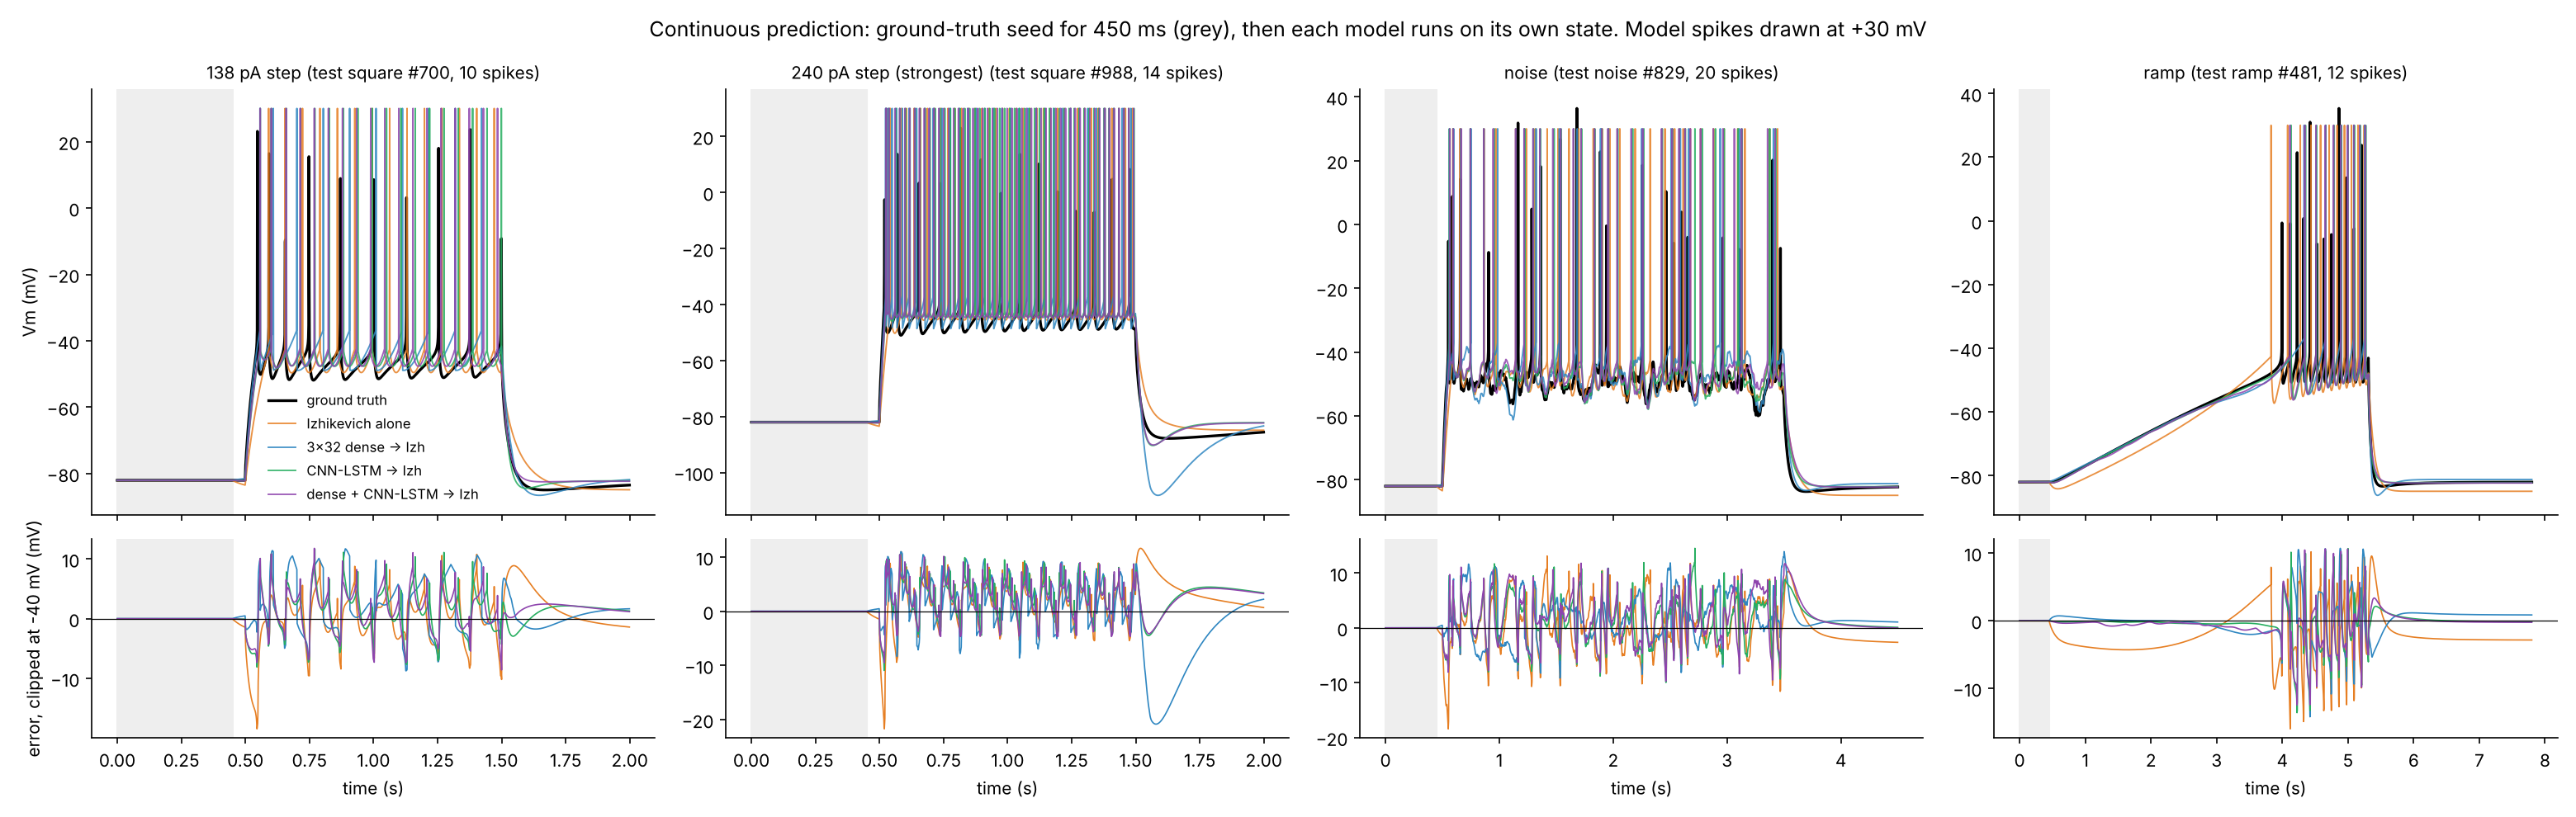 Continuous prediction: ground-truth seed for 450 ms (grey), then each model runs on its own state. Model spikes drawn at +30 mV
138 pA step (test square #700, 10 spikes)
240 pA step (strongest) (test square #988, 14 spikes)
noise (test noise #829, 20 spikes)
ramp (test ramp #481, 12 spikes)
Vm (mV)
20
0
−20
−40
−60
−80
ground truth
Izhikevich alone
3×32 dense → Izh
CNN-LSTM → Izh
dense + CNN-LSTM → Izh
20
0
−20
−40
−60
−80
−100
40
20
0
−20
−40
−60
−80
40
20
0
−20
−40
−60
−80
error, clipped at -40 mV (mV)
10
0
−10
0.00 0.25 0.50 0.75 1.00 1.25 1.50 1.75 2.00
time (s)
10
0
−10
−20
0.00 0.25 0.50 0.75 1.00 1.25 1.50 1.75 2.00
time (s)
10
0
−10
−20
0 1 2 3 4
time (s)
10
0
−10
0 1 2 3 4 5 6 7 8
time (s)